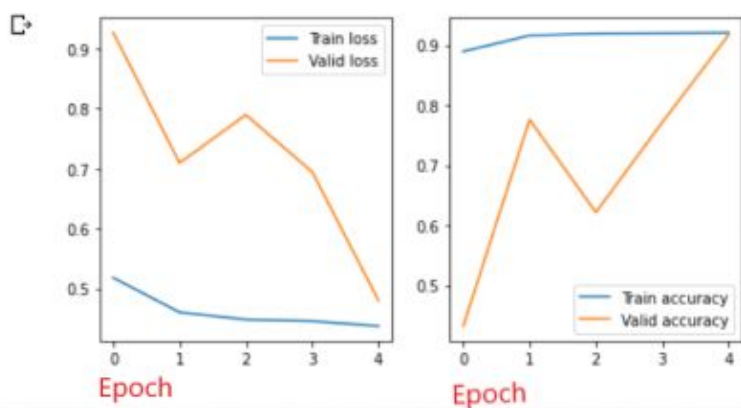 Train loss
Valid loss
0.9
0.8
0.7
0.6
0.5
0 1 2 3 4
Epoch
0.9
0.8
0.7
0.6
0.5
Train accuracy
Valid accuracy
0 1 2 3 4
Epoch